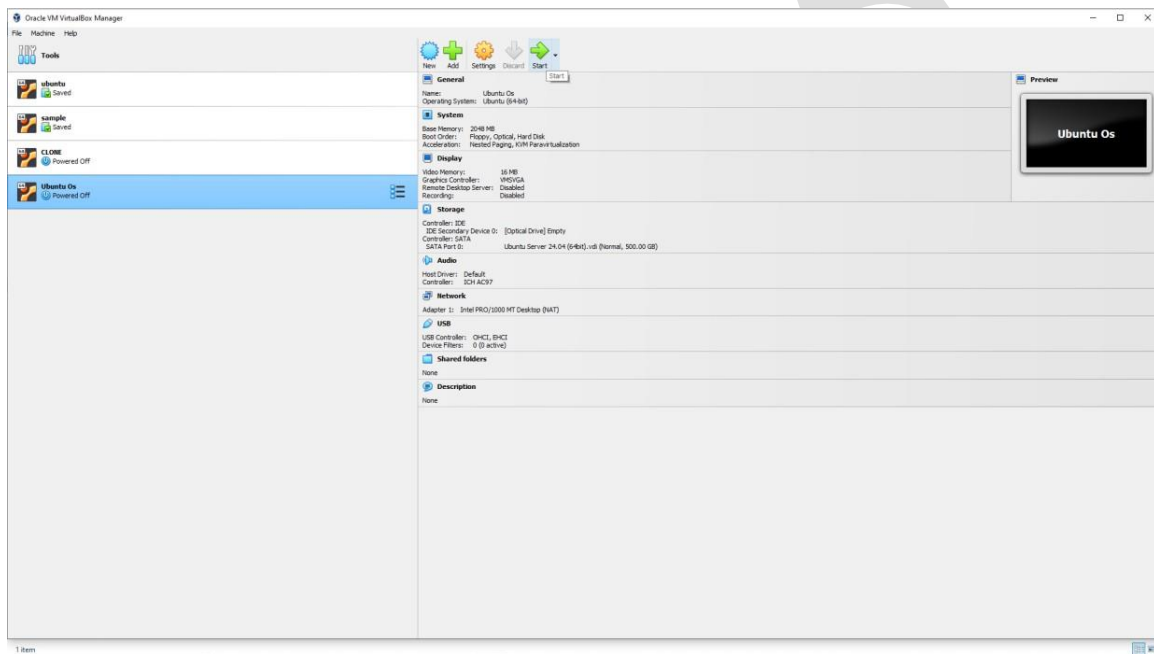 Oracle VM VirtualBox Manager
File Machine Help
Tools
ubuntu
Saved
sample
Saved
CLONE
Powered Off
Ubuntu Os
Powered Off
New Add Settings Discard Start
Start
General
Name: Ubuntu Os
Operating System: Ubuntu (64-bit)
System
Base Memory: 2048 MB
Boot Order: Floppy, Optical, Hard Disk
Acceleration: Nested Paging, KVM Paravirtualization
Display
Video Memory: 16 MB
Graphics Controller: VMSVGA
Remote Desktop Server: Disabled
Recording: Disabled
Storage
Controller: IDE
IDE Secondary Device 0: [Optical Drive] Empty
Controller: SATA
SATA Port 0: Ubuntu Server 24.04 (64bit).vdi (Normal, 500.00 GB)
Audio
Host Driver: Default
Controller: ICH AC97
Network
Adapter 1: Intel PRO/1000 MT Desktop (NAT)
USB
USB Controller: OHCI, EHCI
Device Filters: 0 (0 active)
Shared folders
None
Description
None
Preview
Ubuntu Os
1 item